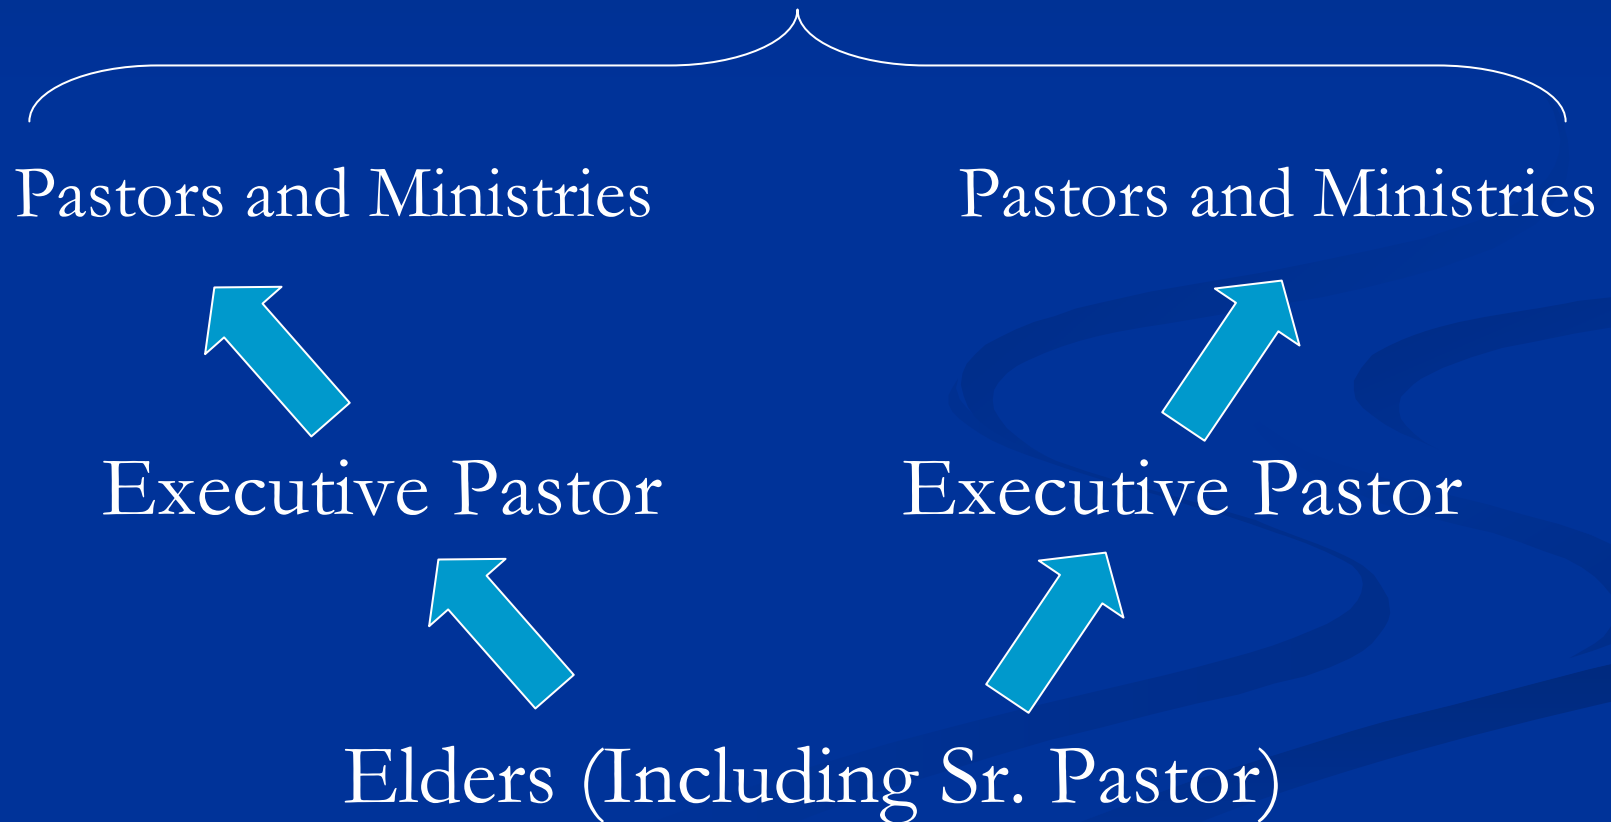 Pastors and Ministries
Pastors and Ministries
Executive Pastor
Executive Pastor
Elders (Including Sr. Pastor)